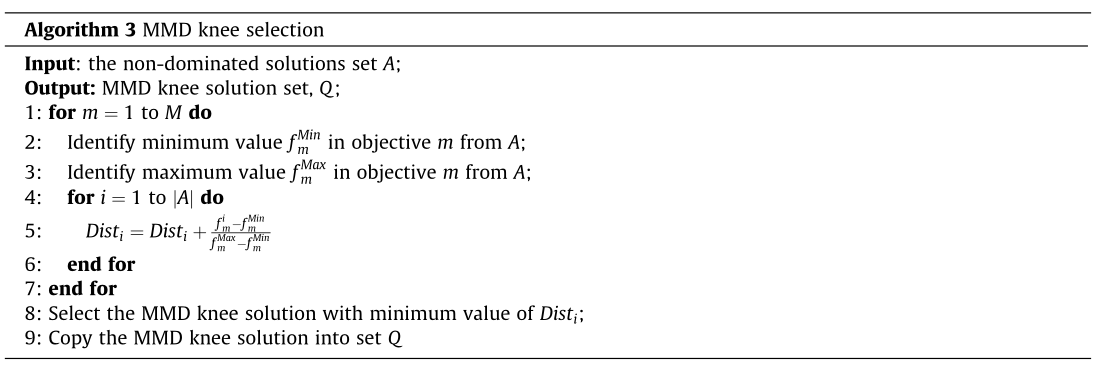 Algorithm 3 MMD knee selection
Input: the non-dominated solutions set A;
Output: MMD knee solution set, Q;
1: for m = 1 to M do
2: Identify minimum value f_m^{Min} in objective m from A;
3: Identify maximum value f_m^{Max} in objective m from A;
4: for i = 1 to |A| do
5: Dist_i = Dist_i + \frac{f_m^i − f_m^{Min}}{f_m^{Max} − f_m^{Min}}
6: end for
7: end for
8: Select the MMD knee solution with minimum value of Dist_i;
9: Copy the MMD knee solution into set Q